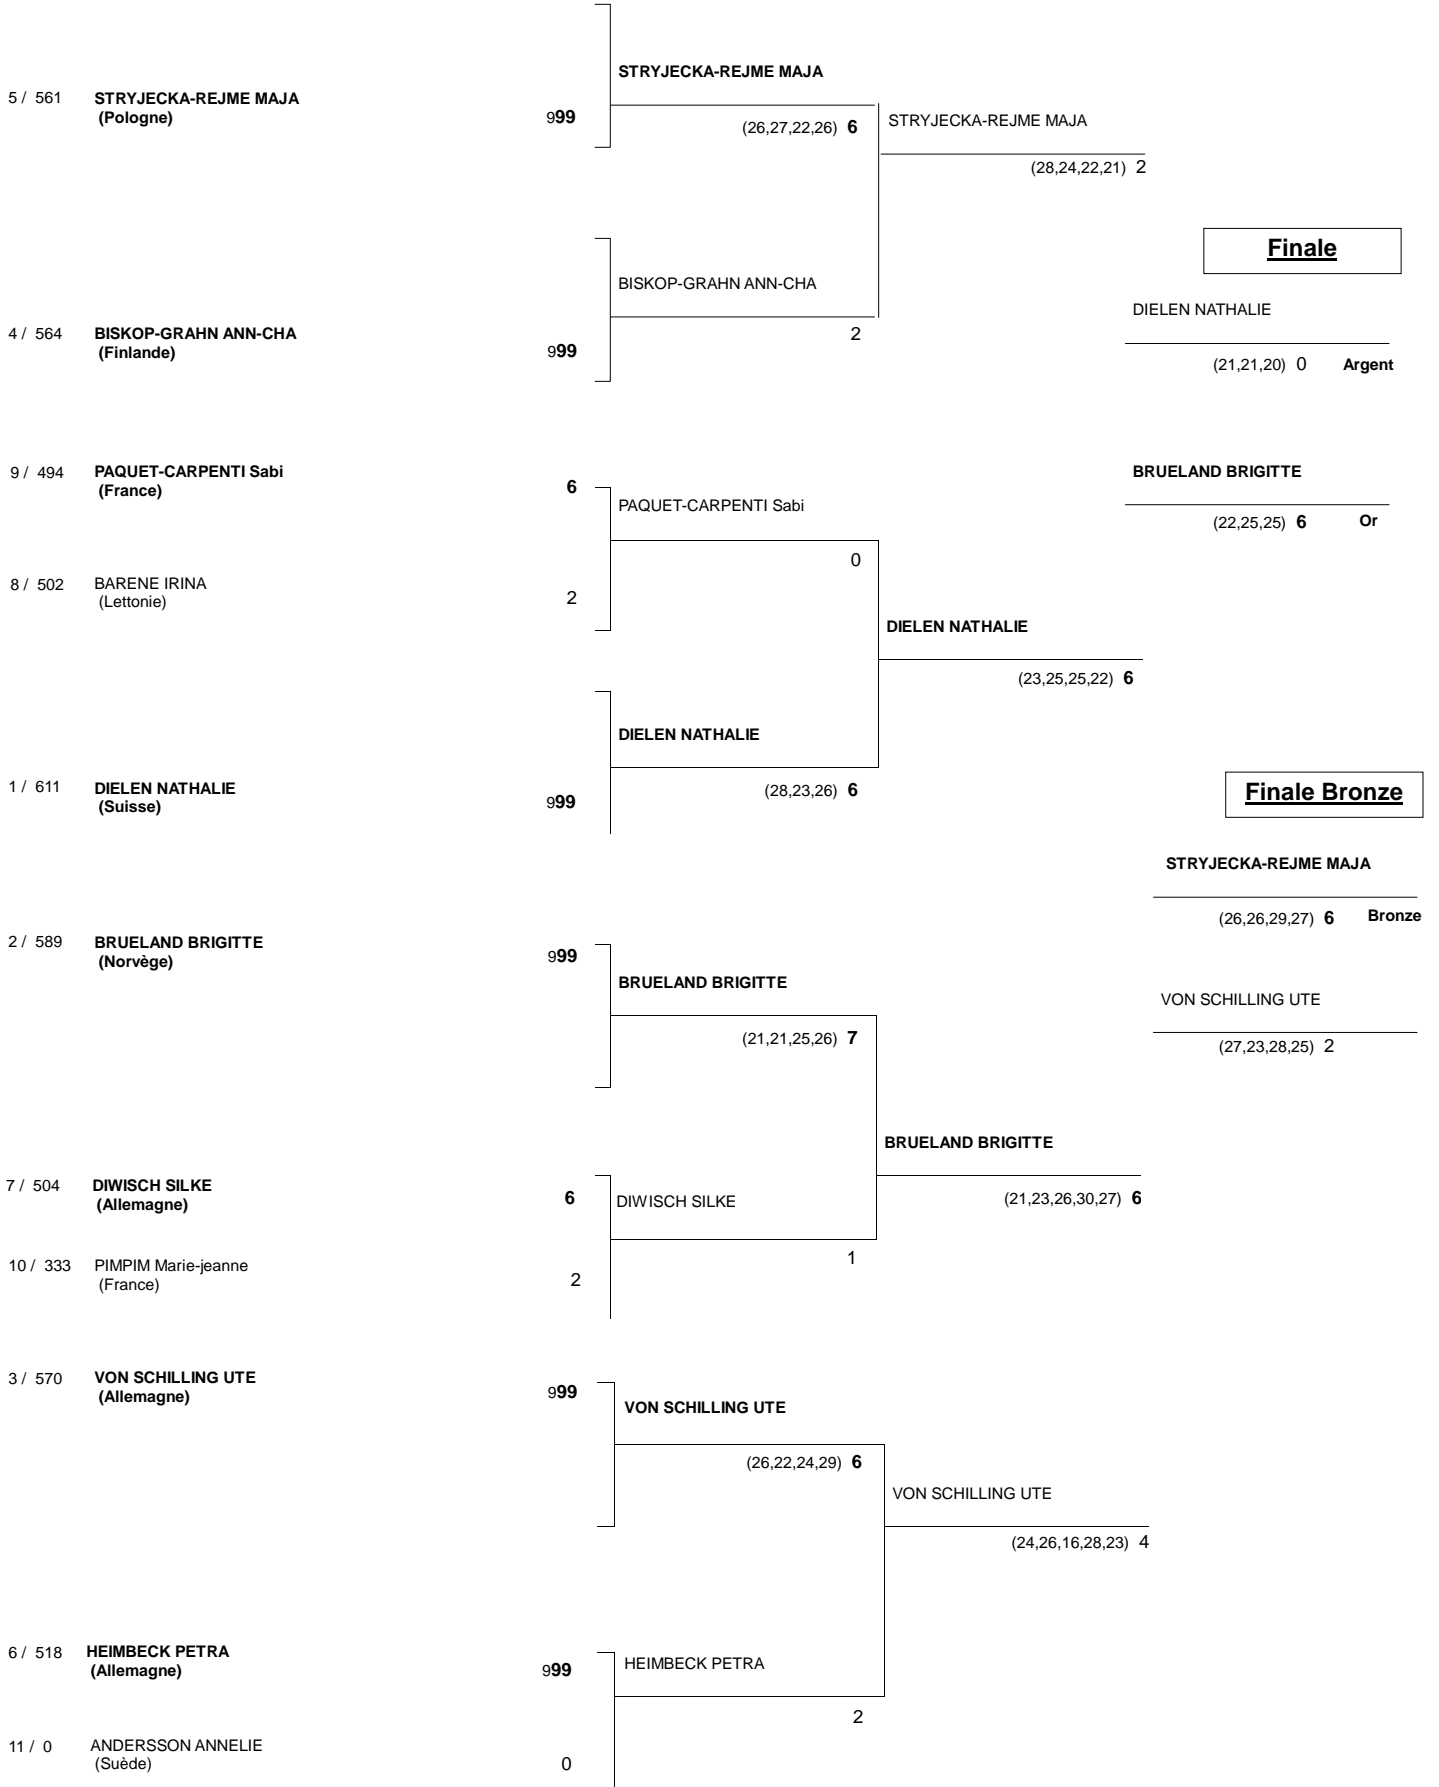 STRYJECKA-REJME MAJA
5 / 561 STRYJECKA-REJME MAJA
(Pologne)
999
(26,27,22,26) 6
STRYJECKA-REJME MAJA
(28,24,22,21) 2
Finale
BISKOP-GRAHN ANN-CHA
DIELEN NATHALIE
4 / 564 BISKOP-GRAHN ANN-CHA
(Finlande)
999
2
(21,21,20) 0 Argent
9 / 494 PAQUET-CARPENTI Sabi
(France)
6
PAQUET-CARPENTI Sabi
BRUELAND BRIGITTE
(22,25,25) 6 Or
0
8 / 502 BARENE IRINA
(Lettonie)
2
DIELEN NATHALIE
(23,25,25,22) 6
DIELEN NATHALIE
1 / 611 DIELEN NATHALIE
(Suisse)
999
(28,23,26) 6
Finale Bronze
STRYJECKA-REJME MAJA
(26,26,29,27) 6 Bronze
2 / 589 BRUELAND BRIGITTE
(Norvège)
999
BRUELAND BRIGITTE
VON SCHILLING UTE
(21,21,25,26) 7
(27,23,28,25) 2
BRUELAND BRIGITTE
7 / 504 DIWISCH SILKE
(Allemagne)
6
DIWISCH SILKE
(21,23,26,30,27) 6
1
10 / 333 PIMPIM Marie-jeanne
(France)
2
3 / 570 VON SCHILLING UTE
(Allemagne)
999
VON SCHILLING UTE
(26,22,24,29) 6
VON SCHILLING UTE
(24,26,16,28,23) 4
6 / 518 HEIMBECK PETRA
(Allemagne)
999
HEIMBECK PETRA
2
11 / 0 ANDERSSON ANNELIE
(Suède)
0